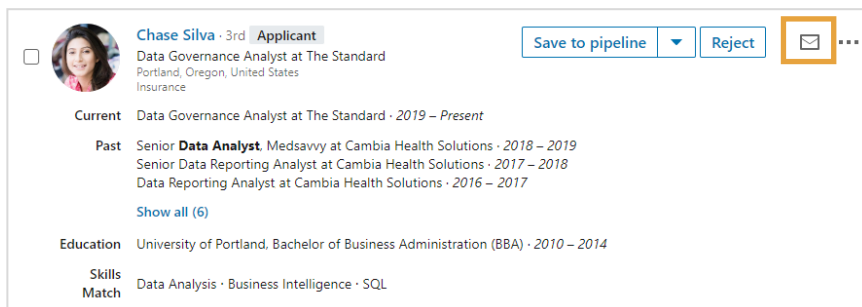 Chase Silva · 3rd Applicant
Save to pipeline
Reject
Data Governance Analyst at The Standard
Portland, Oregon, United States
Insurance
Current Data Governance Analyst at The Standard · 2019 – Present
Past Senior Data Analyst, Medsavvy at Cambia Health Solutions · 2018 – 2019
Senior Data Reporting Analyst at Cambia Health Solutions · 2017 – 2018
Data Reporting Analyst at Cambia Health Solutions · 2016 – 2017
Show all (6)
Education University of Portland, Bachelor of Business Administration (BBA) · 2010 – 2014
Skills
Match Data Analysis · Business Intelligence · SQL